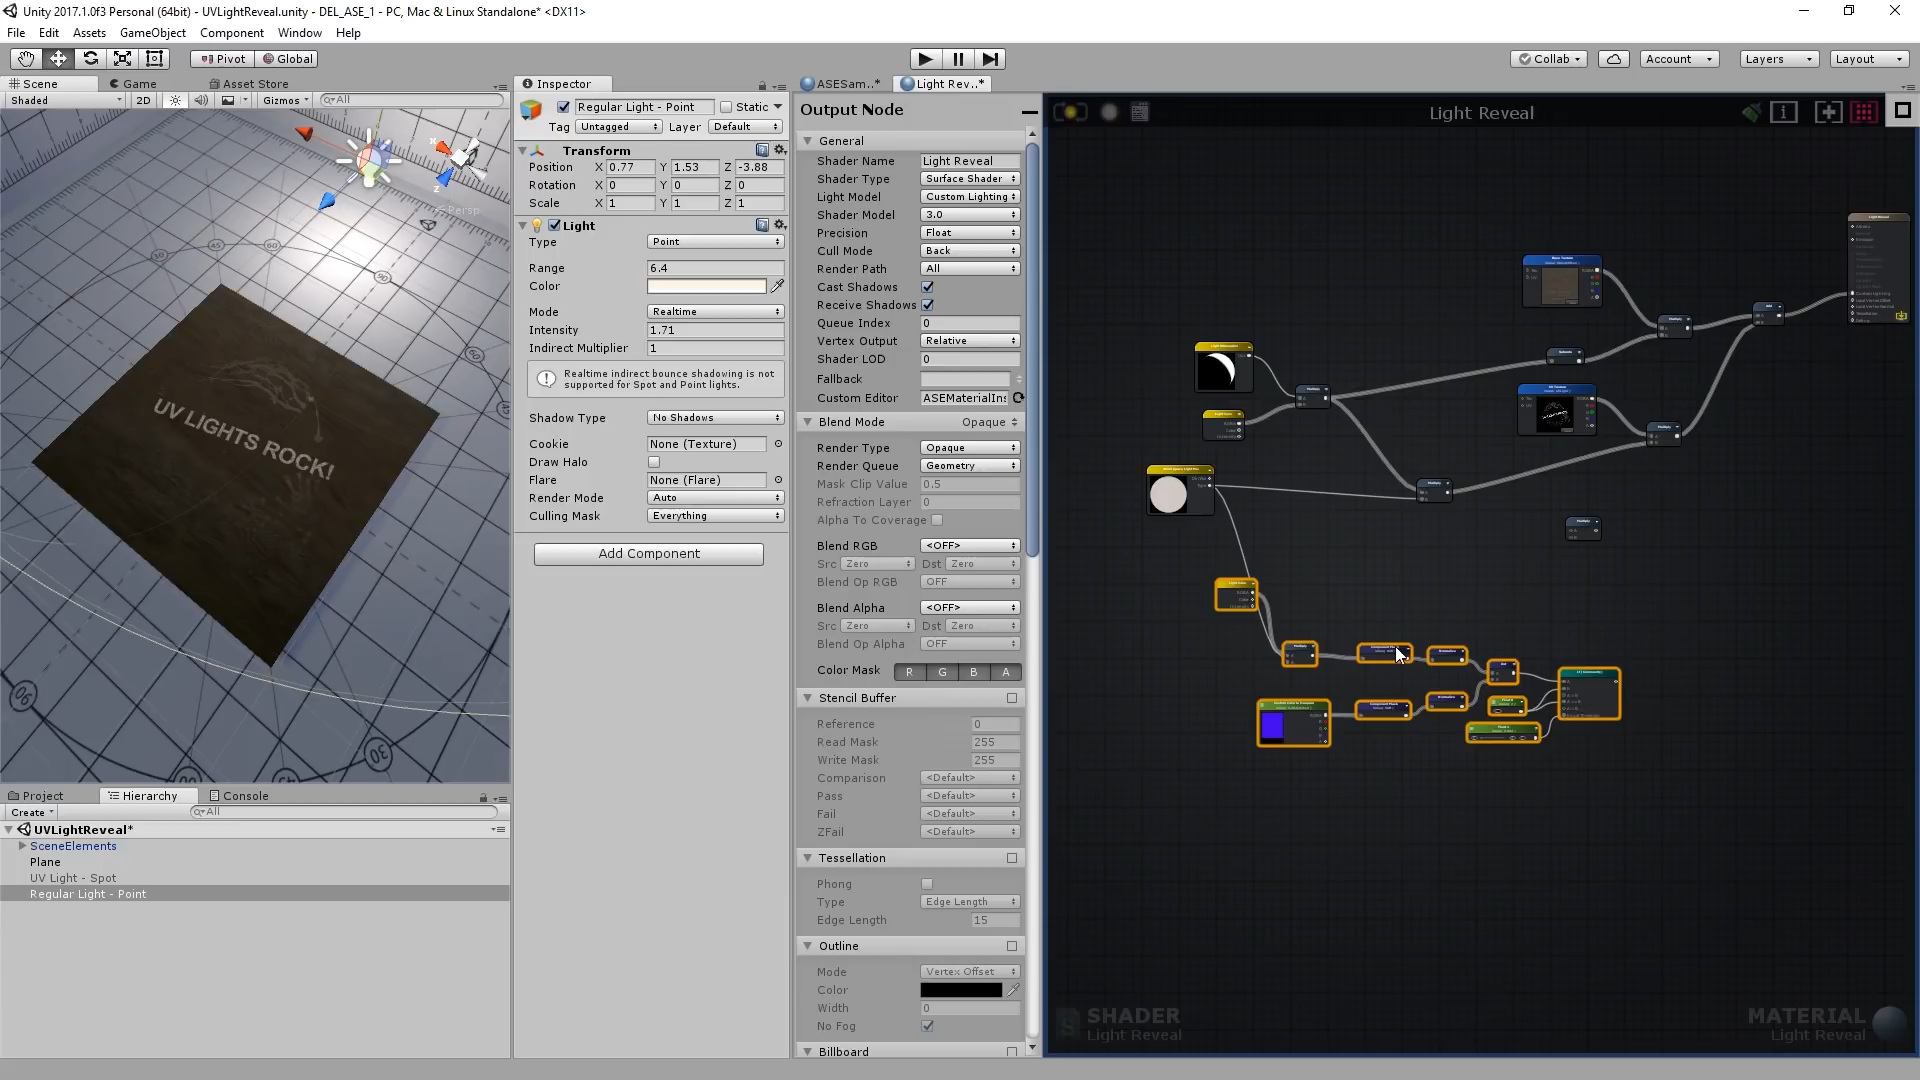 Unity 2017.1.0f3 Personal (64bit) - UVLightReveal.unity - DEL_ASE_1 - PC, Mac & Linux Standalone* <DX11>
File Edit Assets GameObject Component Window Help
Pivot Global Collab Account Layers Layout
Scene Game Asset Store
Shaded 2D Gizmos All
Persp
UV LIGHTS ROCK!
Project Hierarchy Console
Create All
UVLightReveal*
SceneElements
Plane
UV Light - Spot
Regular Light - Point
Inspector
Regular Light - Point Static
Tag Untagged Layer Default
Transform
Position X 0.77 Y 1.53 Z -3.88
Rotation X 0 Y 0 Z 0
Scale X 1 Y 1 Z 1
Light
Type Point
Range 6.4
Color
Mode Realtime
Intensity 1.71
Indirect Multiplier 1
Realtime indirect bounce shadowing is not
supported for Spot and Point lights.
Shadow Type No Shadows
Cookie None (Texture)
Draw Halo
Flare None (Flare)
Render Mode Auto
Culling Mask Everything
Add Component
ASESam..* Light Rev..*
Output Node
General
Shader Name Light Reveal
Shader Type Surface Shader
Light Model Custom Lighting
Shader Model 3.0
Precision Float
Cull Mode Back
Render Path All
Cast Shadows
Receive Shadows
Queue Index 0
Vertex Output Relative
Shader LOD 0
Fallback
Custom Editor ASEMaterialIns
Blend Mode Opaque
Render Type Opaque
Render Queue Geometry
Mask Clip Value 0.5
Refraction Layer 0
Alpha To Coverage
Blend RGB <OFF>
Src Zero Dst Zero
Blend Op RGB OFF
Blend Alpha <OFF>
Src Zero Dst Zero
Blend Op Alpha OFF
Color Mask R G B A
Stencil Buffer
Reference 0
Read Mask 255
Write Mask 255
Comparison <Default>
Pass <Default>
Fail <Default>
ZFail <Default>
Tessellation
Phong
Type Edge Length
Edge Length 15
Outline
Mode Vertex Offset
Color
Width 0
No Fog
Billboard
Light Reveal
SHADER
Light Reveal
MATERIAL
Light Reveal